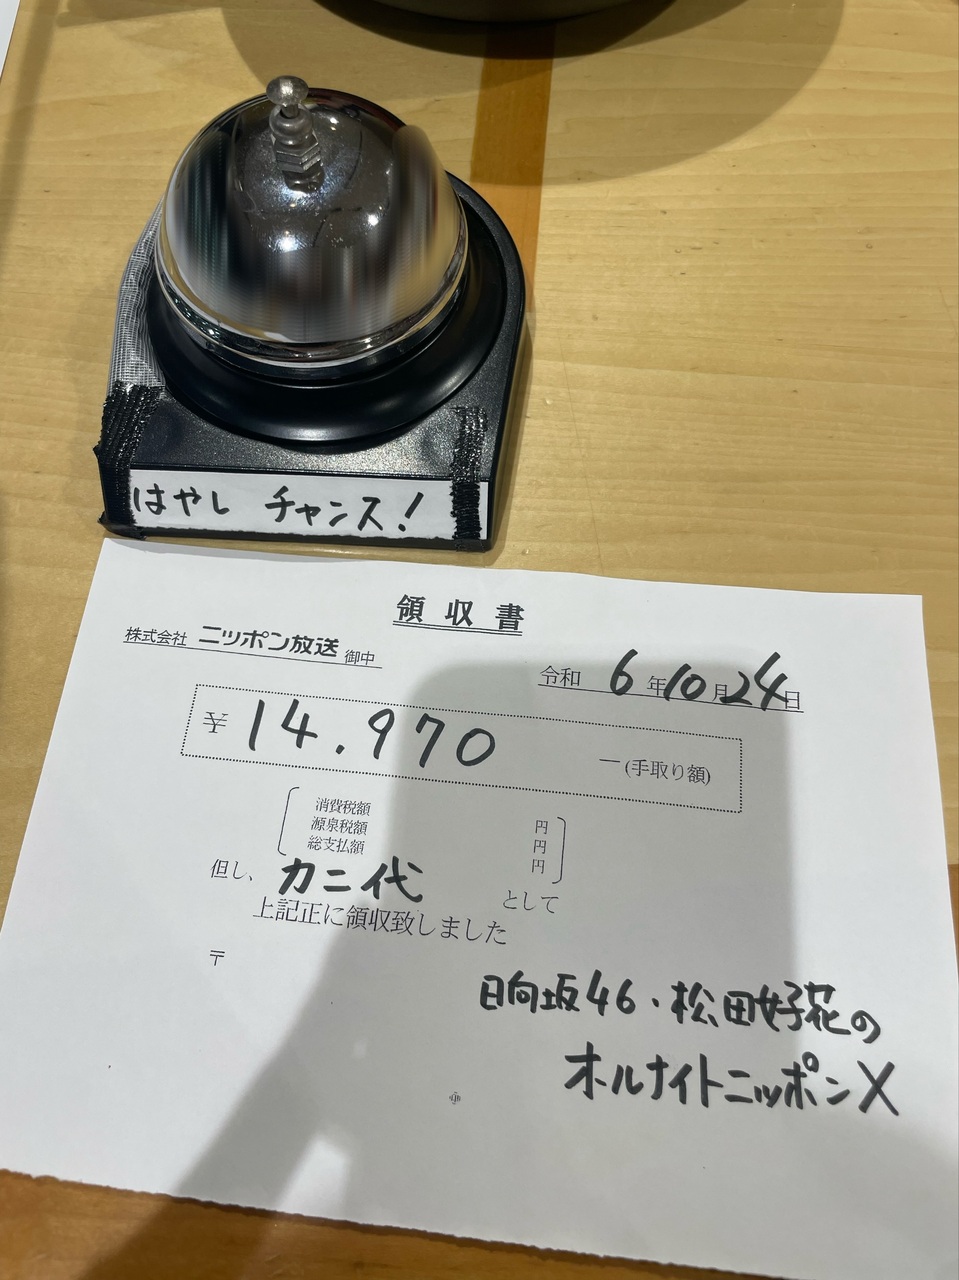 はやし チャンス!
領収書
株式会社 ニッポン放送 御中
令和 6年10月24日
¥14.970 ―(手取り額)
消費税額 円
源泉税額 円
総支払額 円
但し、カニ代 として
上記正に領収致しました
〒
日向坂46・松田好花の
オールナイトニッポンX